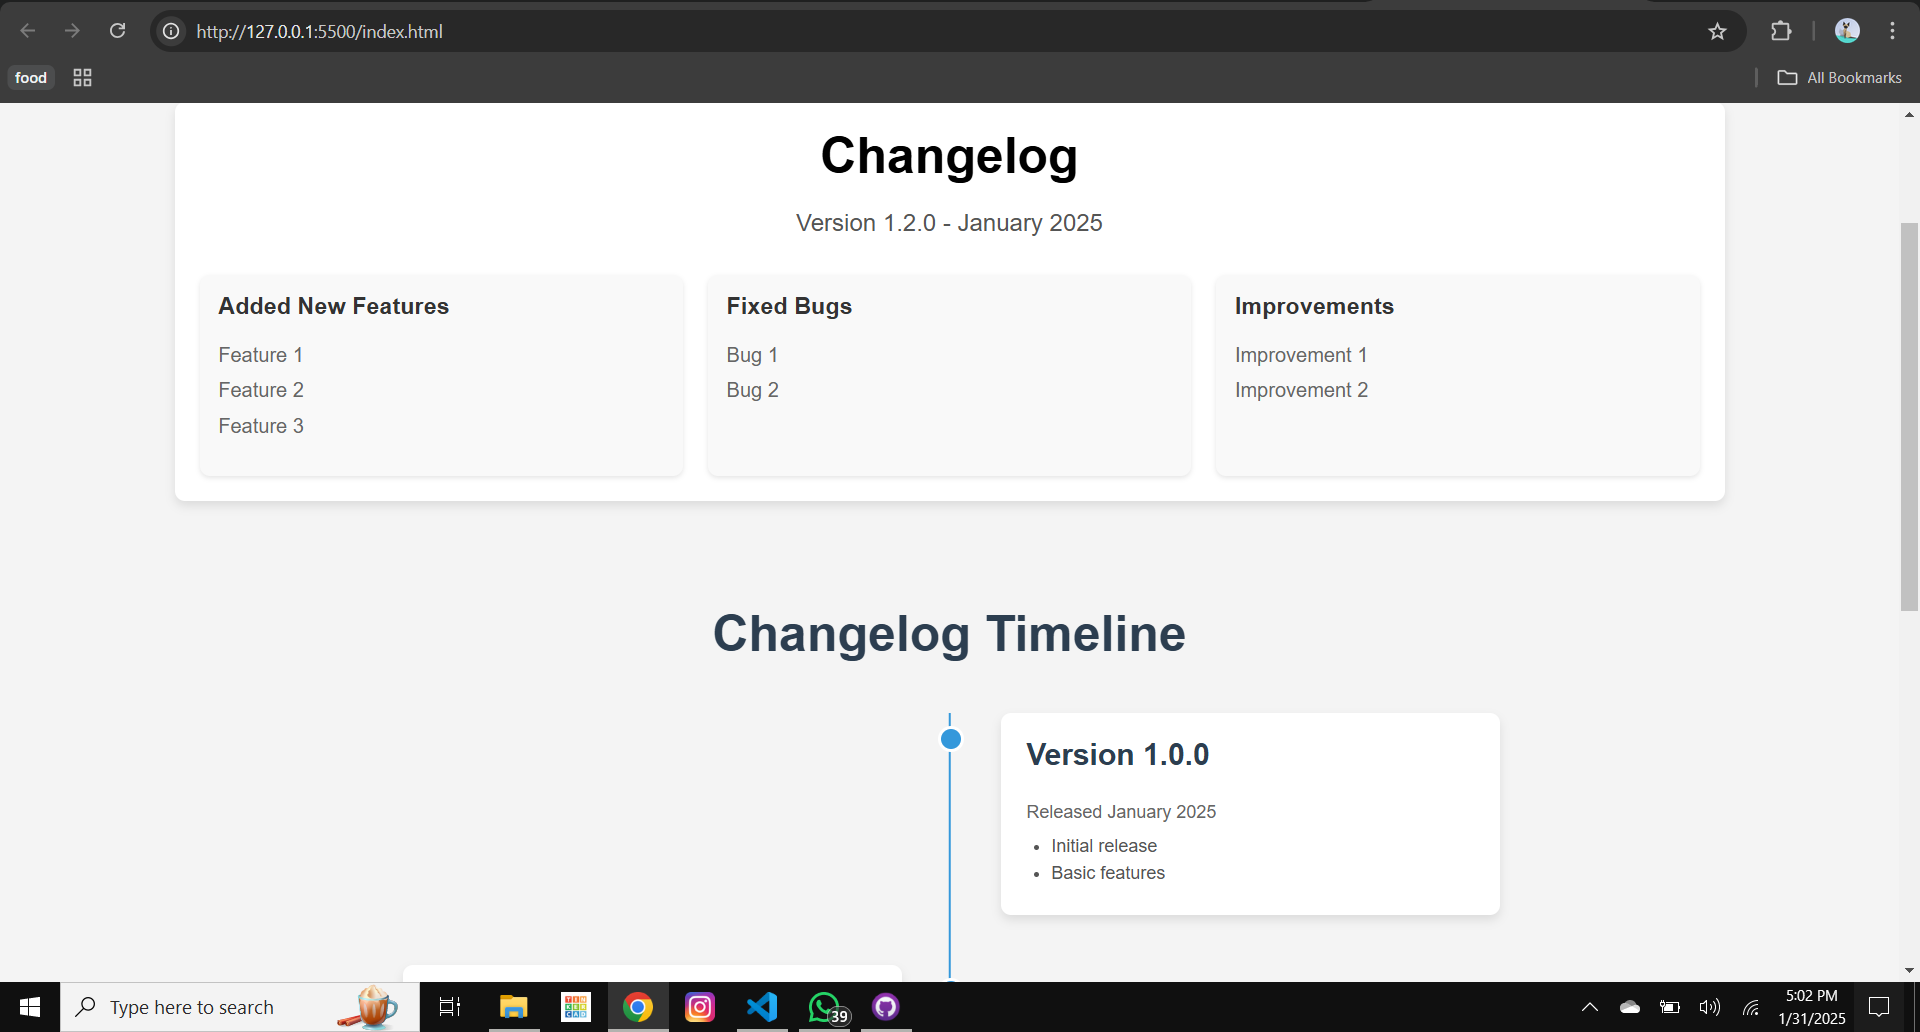 http://127.0.0.1:5500/index.html
food
All Bookmarks
Changelog
Version 1.2.0 - January 2025
Added New Features
Feature 1
Feature 2
Feature 3
Fixed Bugs
Bug 1
Bug 2
Improvements
Improvement 1
Improvement 2
Changelog Timeline
Version 1.0.0
Released January 2025
• Initial release
• Basic features
Type here to search
TIN
KER
CAD
39
5:02 PM
1/31/2025